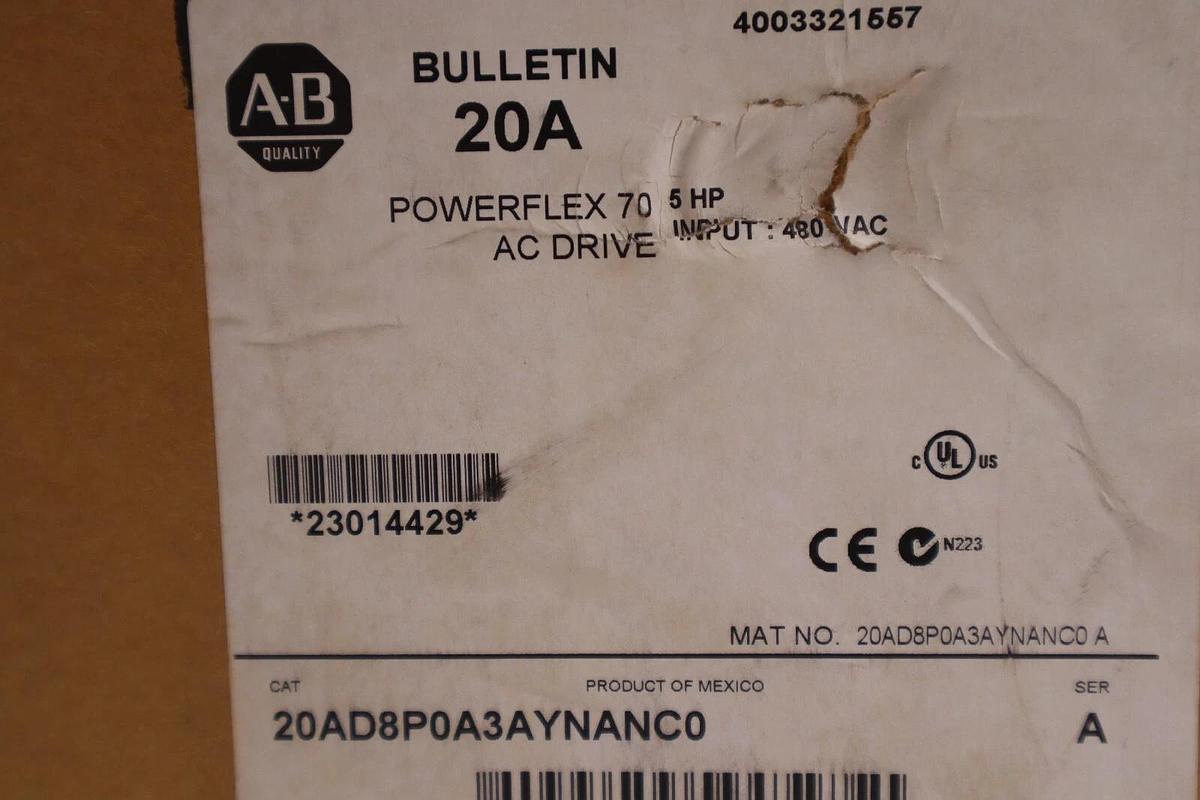 4003321557
A-B
QUALITY
BULLETIN
20A
POWERFLEX 70
AC DRIVE
5 HP
INPUT : 480 VAC
*23014429*
C UL US
CE N223
MAT NO. 20AD8P0A3AYNANC0 A
CAT
PRODUCT OF MEXICO
SER
20AD8P0A3AYNANC0
A